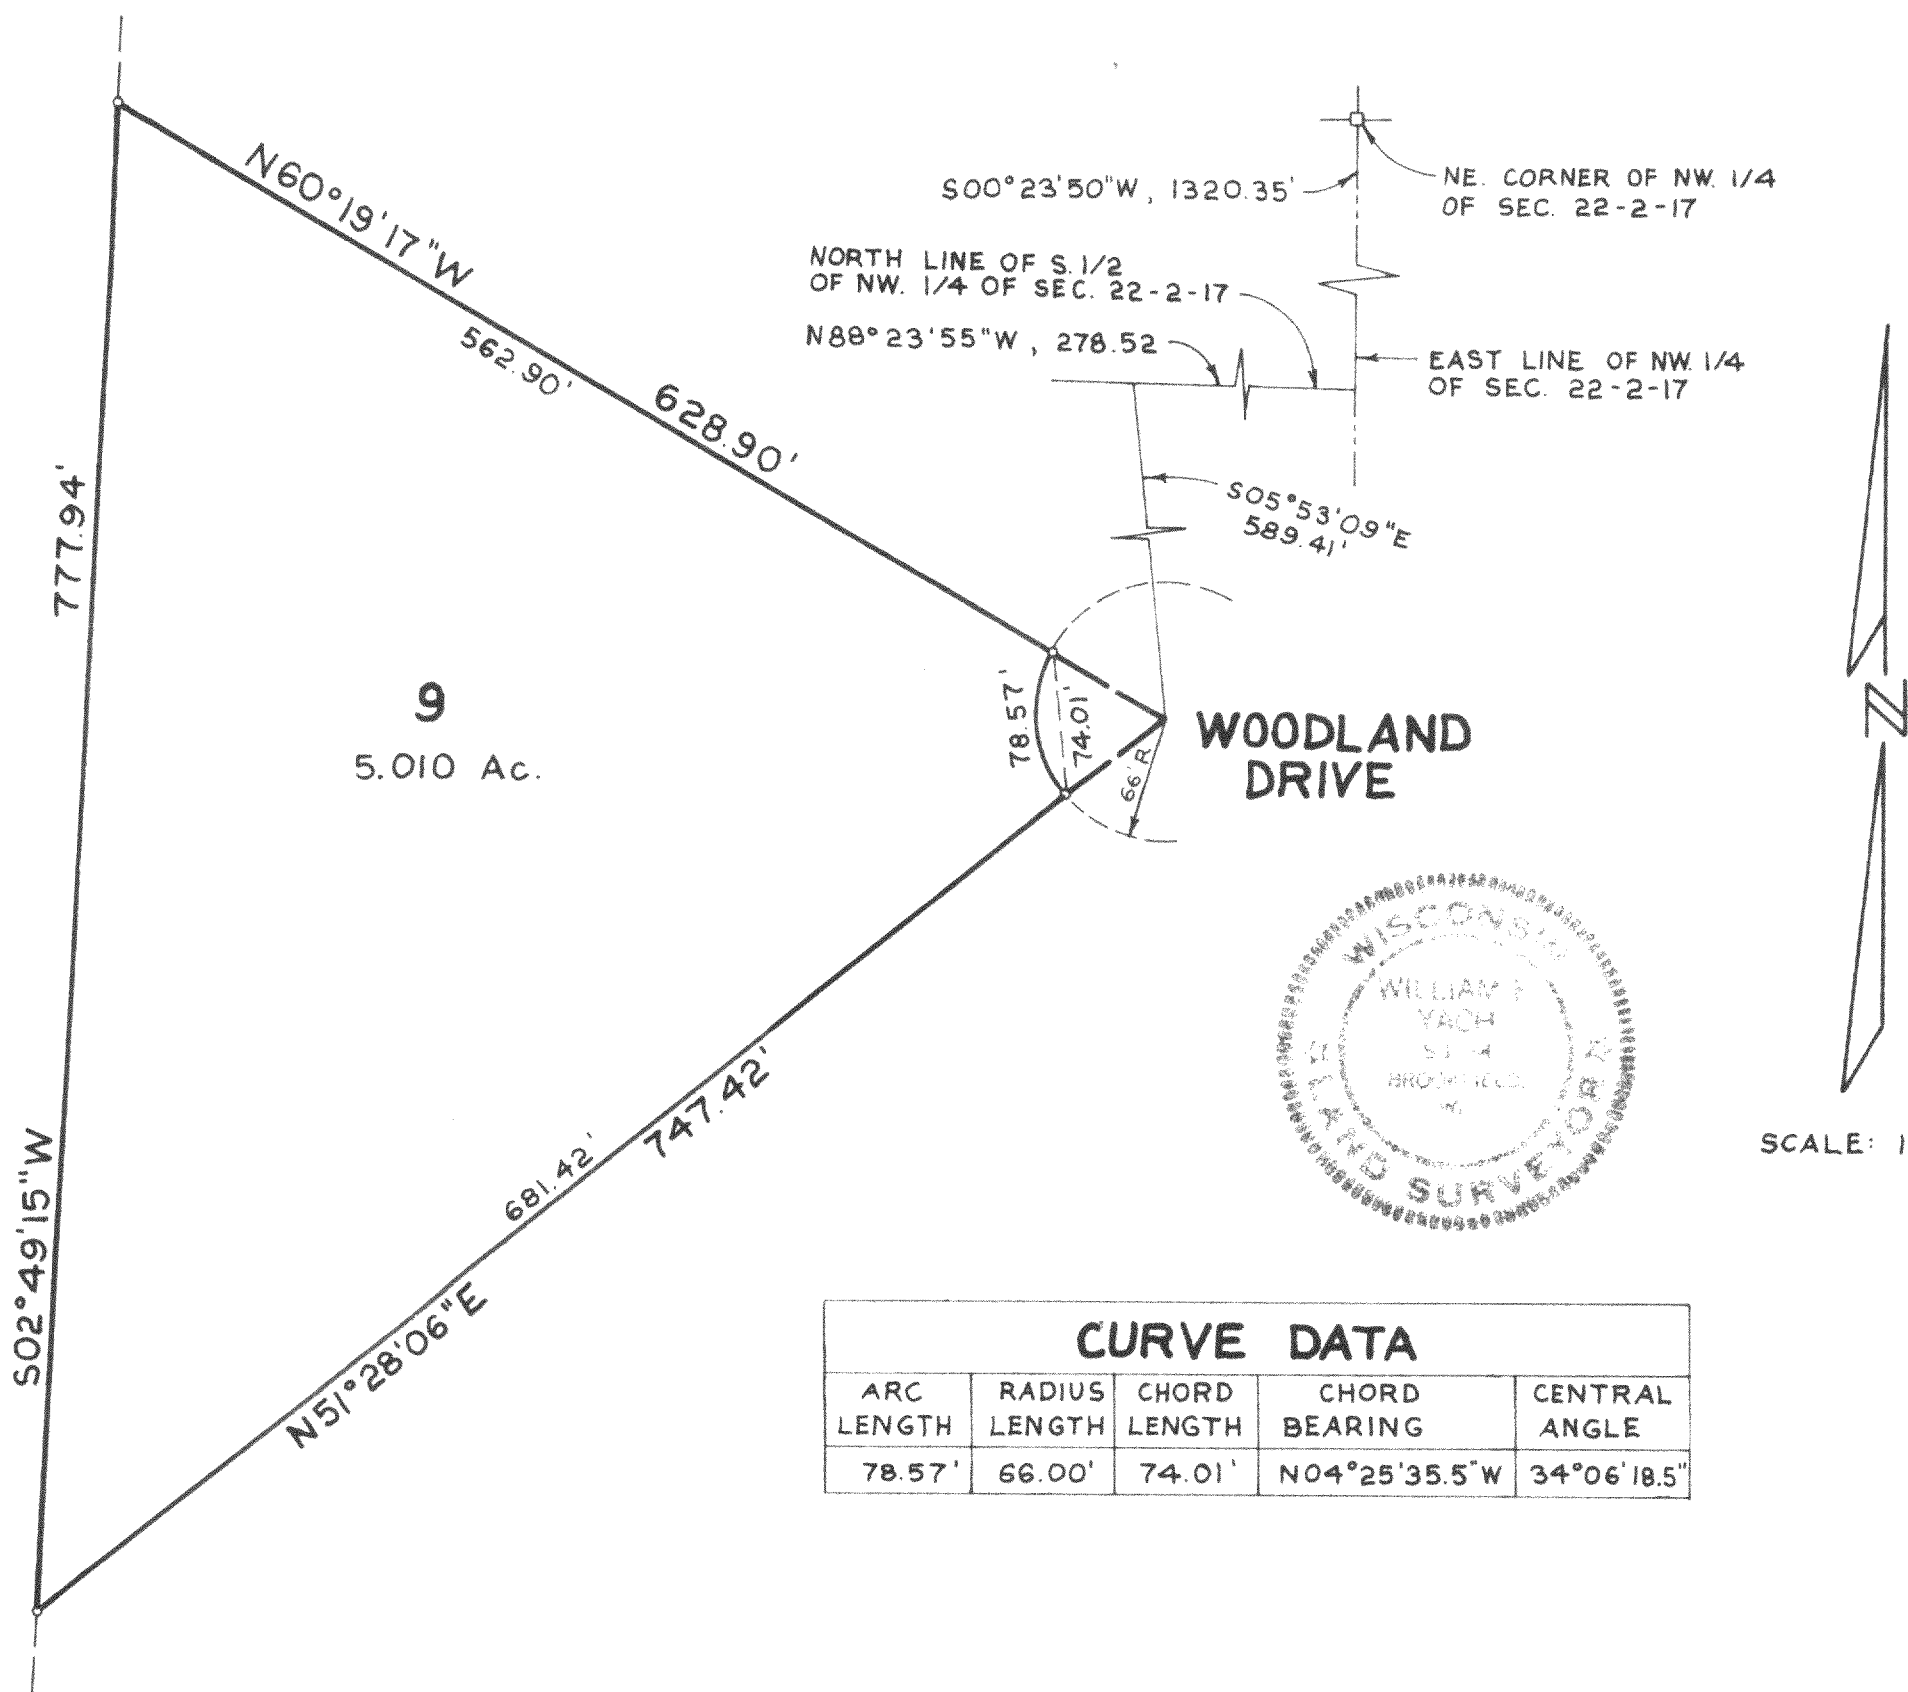 N60°19'17"W
562.90'
628.90'
777.94'
S02°49'15"W
9
5.010 Ac.
S00°23'50"W, 1320.35'
NE. CORNER OF NW. 1/4
OF SEC. 22-2-17
NORTH LINE OF S. 1/2
OF NW. 1/4 OF SEC. 22-2-17
N88°23'55"W, 278.52
EAST LINE OF NW. 1/4
OF SEC. 22-2-17
S05°53'09"E
589.41'
78.57'
74.01'
66' R
WOODLAND
DRIVE
N
747.42'
681.42'
N51°28'06"E
WISCONSIN
WILLIAM
YACH
LAND SURVEYOR
SCALE: 1
CURVE DATA
ARC LENGTH
RADIUS LENGTH
CHORD LENGTH
CHORD BEARING
CENTRAL ANGLE
78.57' 66.00' 74.01' N04°25'35.5"W 34°06'18.5"